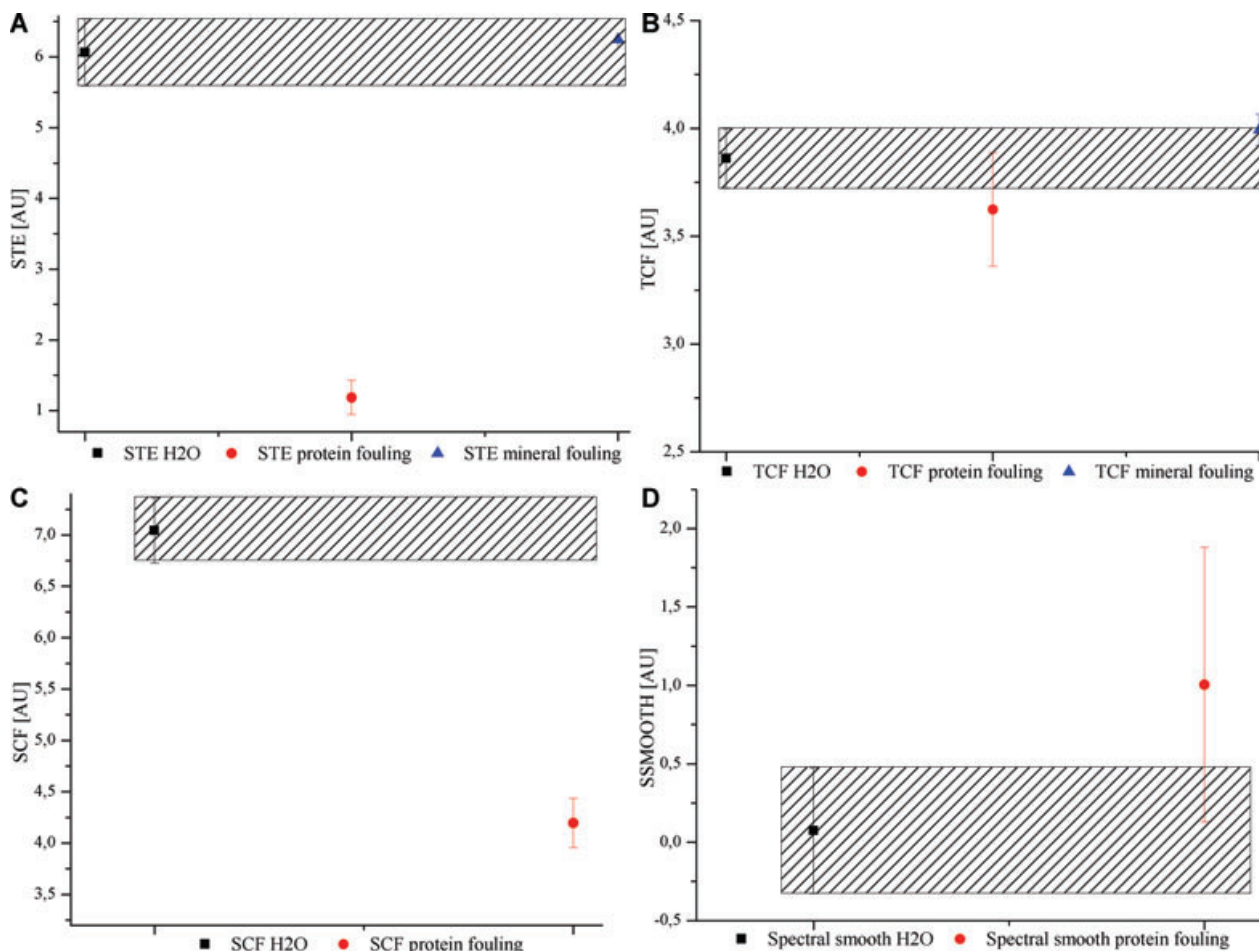 A
STE [AU]
6
5
4
3
2
1
STE H2O STE protein fouling STE mineral fouling
B
TCF [AU]
4,5
4,0
3,5
3,0
2,5
TCF H2O TCF protein fouling TCF mineral fouling
C
SCF [AU]
7,0
6,5
6,0
5,5
5,0
4,5
4,0
3,5
SCF H2O SCF protein fouling
D
SSMOOTH [AU]
2,0
1,5
1,0
0,5
0,0
-0,5
Spectral smooth H2O Spectral smooth protein fouling